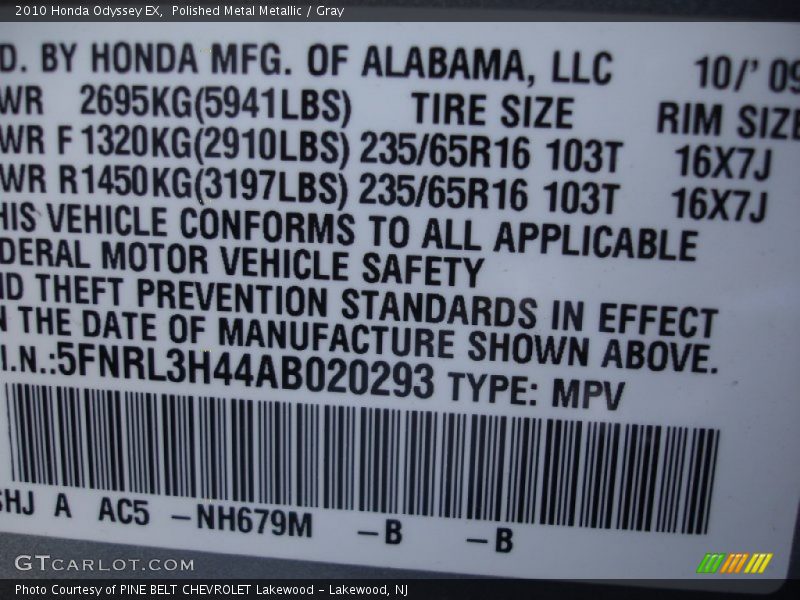 2010 Honda Odyssey EX, Polished Metal Metallic / Gray
D. BY HONDA MFG. OF ALABAMA, LLC 10/'09
WR 2695KG(5941LBS) TIRE SIZE RIM SIZE
WR F 1320KG(2910LBS) 235/65R16 103T 16X7J
WR R1450KG(3197LBS) 235/65R16 103T 16X7J
HIS VEHICLE CONFORMS TO ALL APPLICABLE
DERAL MOTOR VEHICLE SAFETY
ND THEFT PREVENTION STANDARDS IN EFFECT
N THE DATE OF MANUFACTURE SHOWN ABOVE.
.I.N.:5FNRL3H44AB020293 TYPE: MPV
SHJ A AC5 –NH679M –B –B
GTCARLOT.COM
Photo Courtesy of PINE BELT CHEVROLET Lakewood – Lakewood, NJ